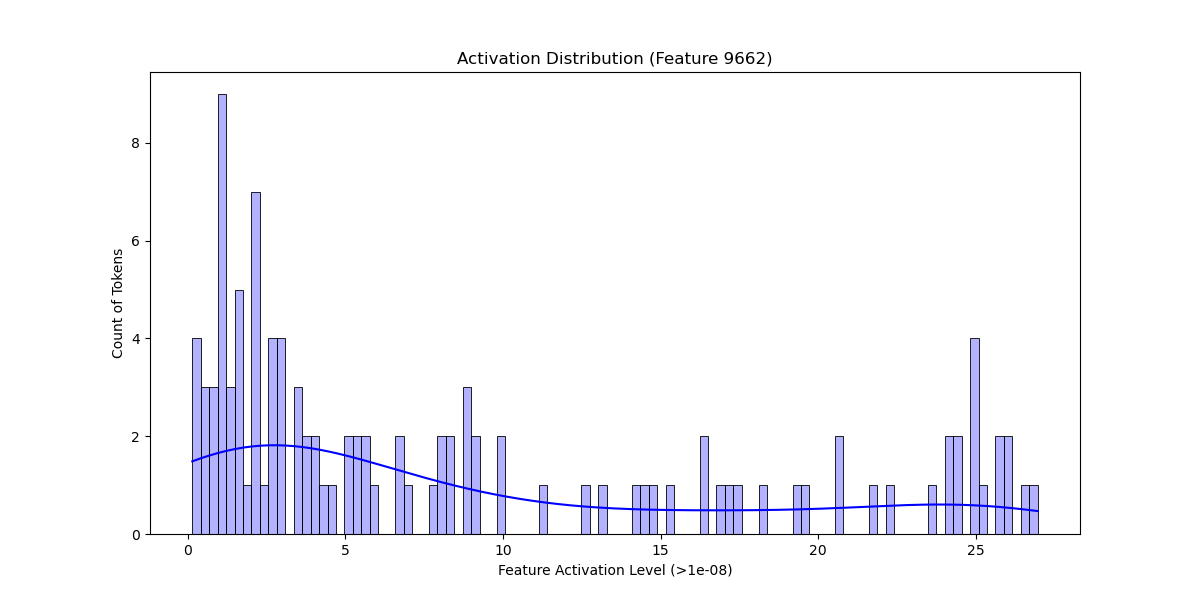 Activation Distribution (Feature 9662)
Count of Tokens
8
6
4
2
0
0 5 10 15 20 25
Feature Activation Level (>1e-08)